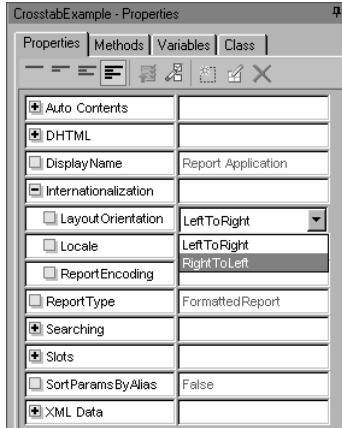 CrosstabExample - Properties
Properties Methods Variables Class
Auto Contents
DHTML
DisplayName Report Application
Internationalization
LayoutOrientation LeftToRight
Locale LeftToRight
RightToLeft
ReportEncoding
ReportType FormattedReport
Searching
Slots
SortParamsByAlias False
XML Data